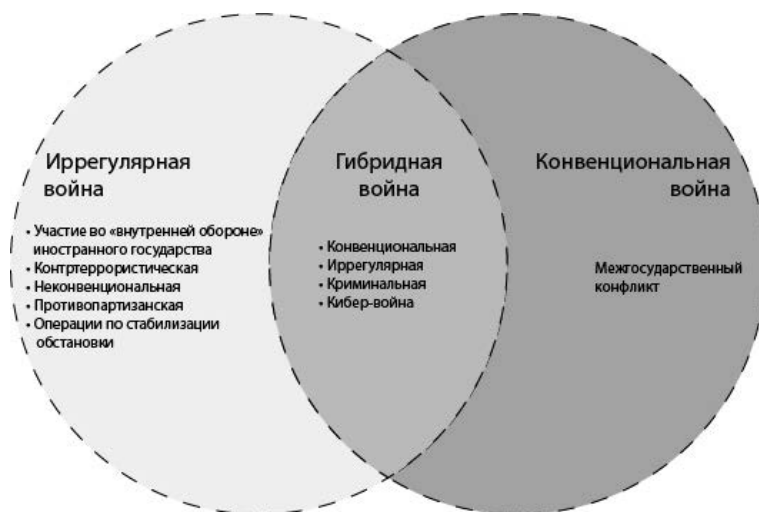 Иррегулярная
война
• Участие во «внутренней обороне»
иностранного государства
• Контртеррористическая
• Неконвенциональная
• Противопартизанская
• Операции по стабилизации
обстановки
Гибридная
война
• Конвенциональная
• Иррегулярная
• Криминальная
• Кибер-война
Конвенциональная
война
Межгосударственный
конфликт